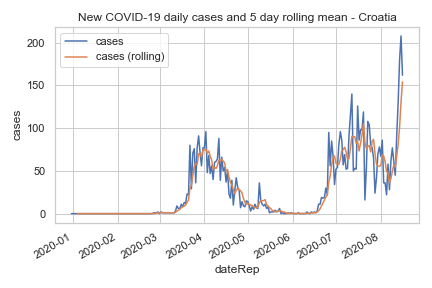 New COVID-19 daily cases and 5 day rolling mean - Croatia
cases
cases (rolling)
200
150
100
50
0
cases
2020-01
2020-02
2020-03
2020-04
2020-05
2020-06
2020-07
2020-08
dateRep